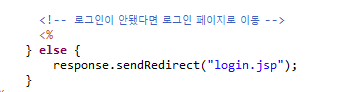 <!-- 로그인이 안됐다면 로그인 페이지로 이동 -->
<%
} else {
response.sendRedirect("login.jsp");
}